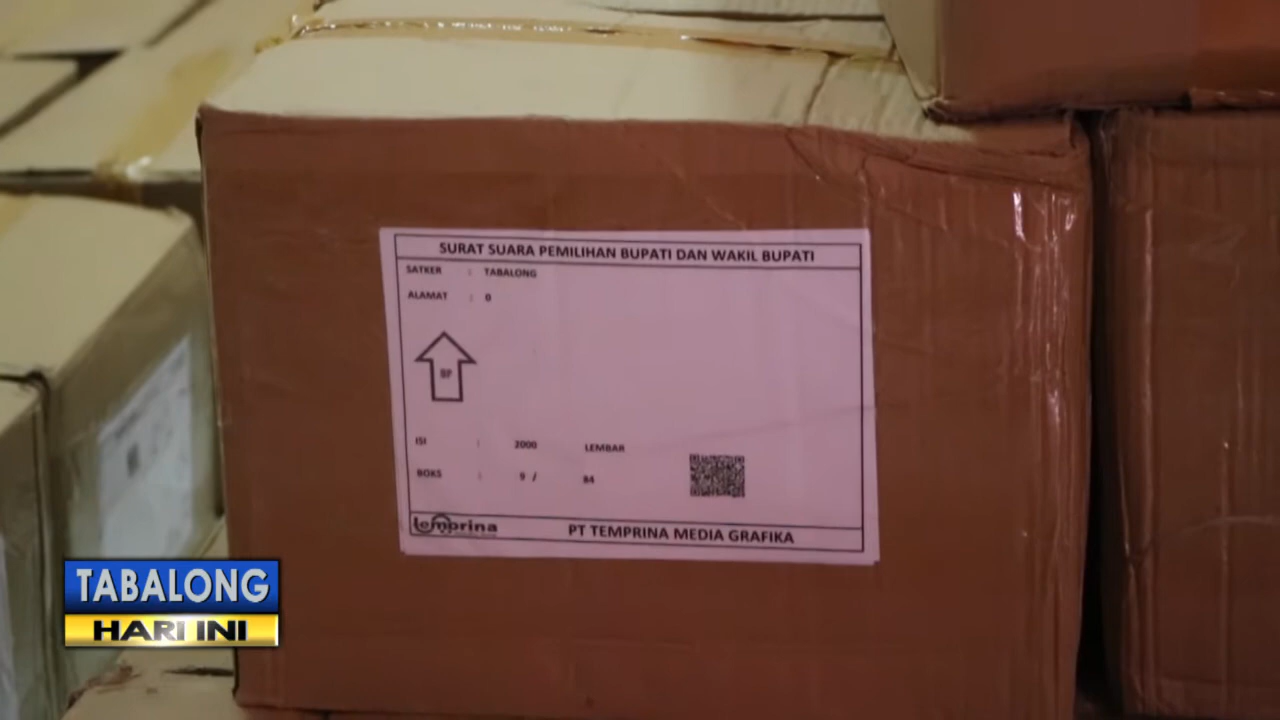 SURAT SUARA PEMILIHAN BUPATI DAN WAKIL BUPATI
SATKER : TABALONG
ALAMAT : 0
BP
ISI : 2000 LEMBAR
BOKS : 9 / 84
temprina
PT TEMPRINA MEDIA GRAFIKA
TABALONG
HARI INI